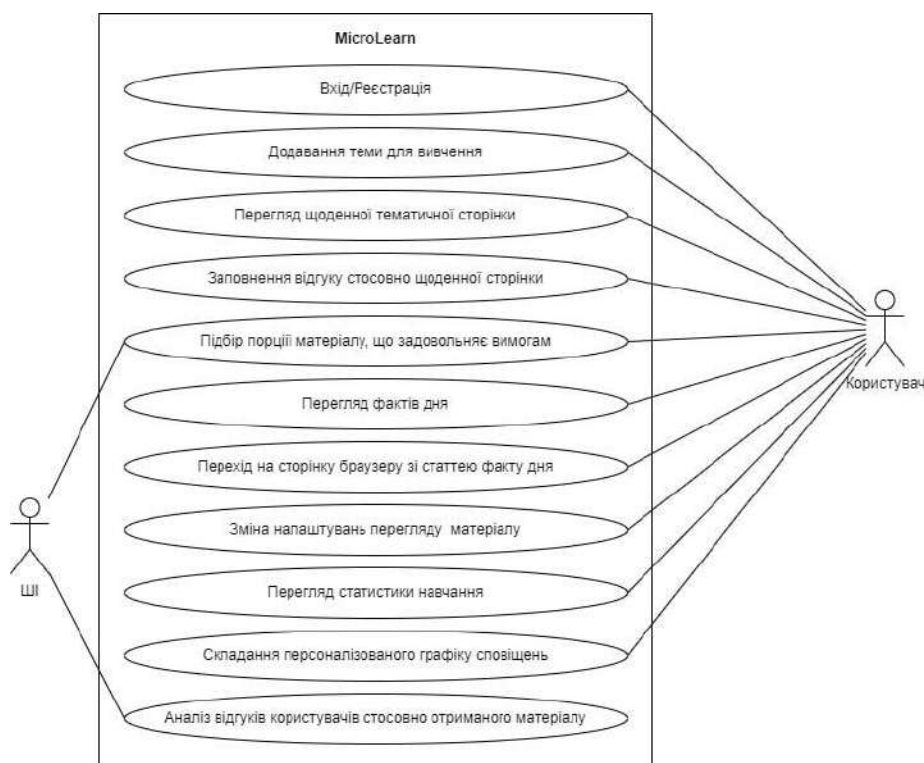 MicroLearn
Вхід/Реєстрація
Додавання теми для вивчення
Перегляд щоденної тематичної сторінки
Заповнення відгуку стосовно щоденної сторінки
Підбір порціїї матеріалу, що задовольняє вимогам
Користувач
Перегляд фактів дня
Перехід на сторінку браузеру зі статтею факту дня
Зміна налаштувань перегляду матеріалу
ШІ
Перегляд статистики навчання
Складання персоналізованого графіку сповіщень
Аналіз відгуків користувачів стосовно отриманого матеріалу